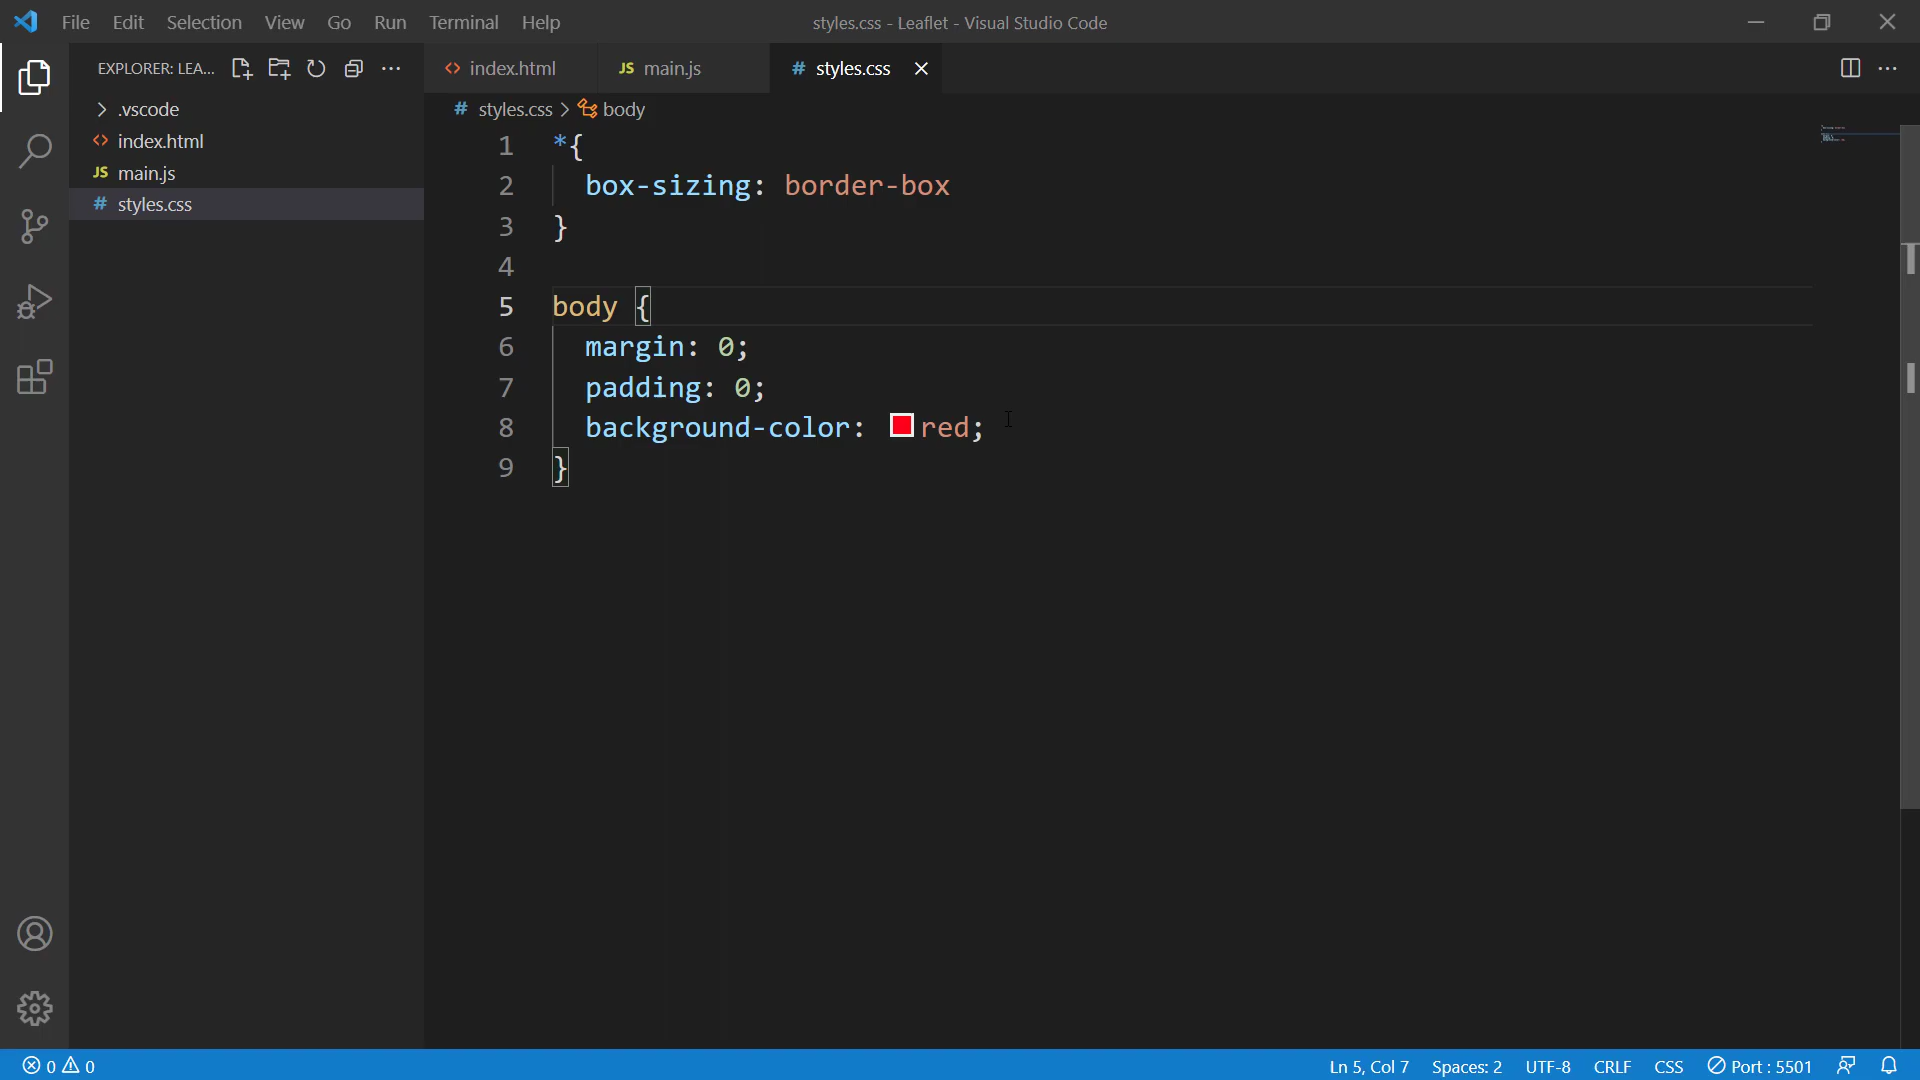 File Edit Selection View Go Run Terminal Help
styles.css - Leaflet - Visual Studio Code
EXPLORER: LEA...
.vscode
<> index.html
JS main.js
# styles.css
<> index.html
JS main.js
# styles.css
# styles.css > body
1 *{
2 box-sizing: border-box
3 }
4
5 body {
6 margin: 0;
7 padding: 0;
8 background-color: red;
9 }
0 0
Ln 5, Col 7 Spaces: 2 UTF-8 CRLF CSS Port : 5501